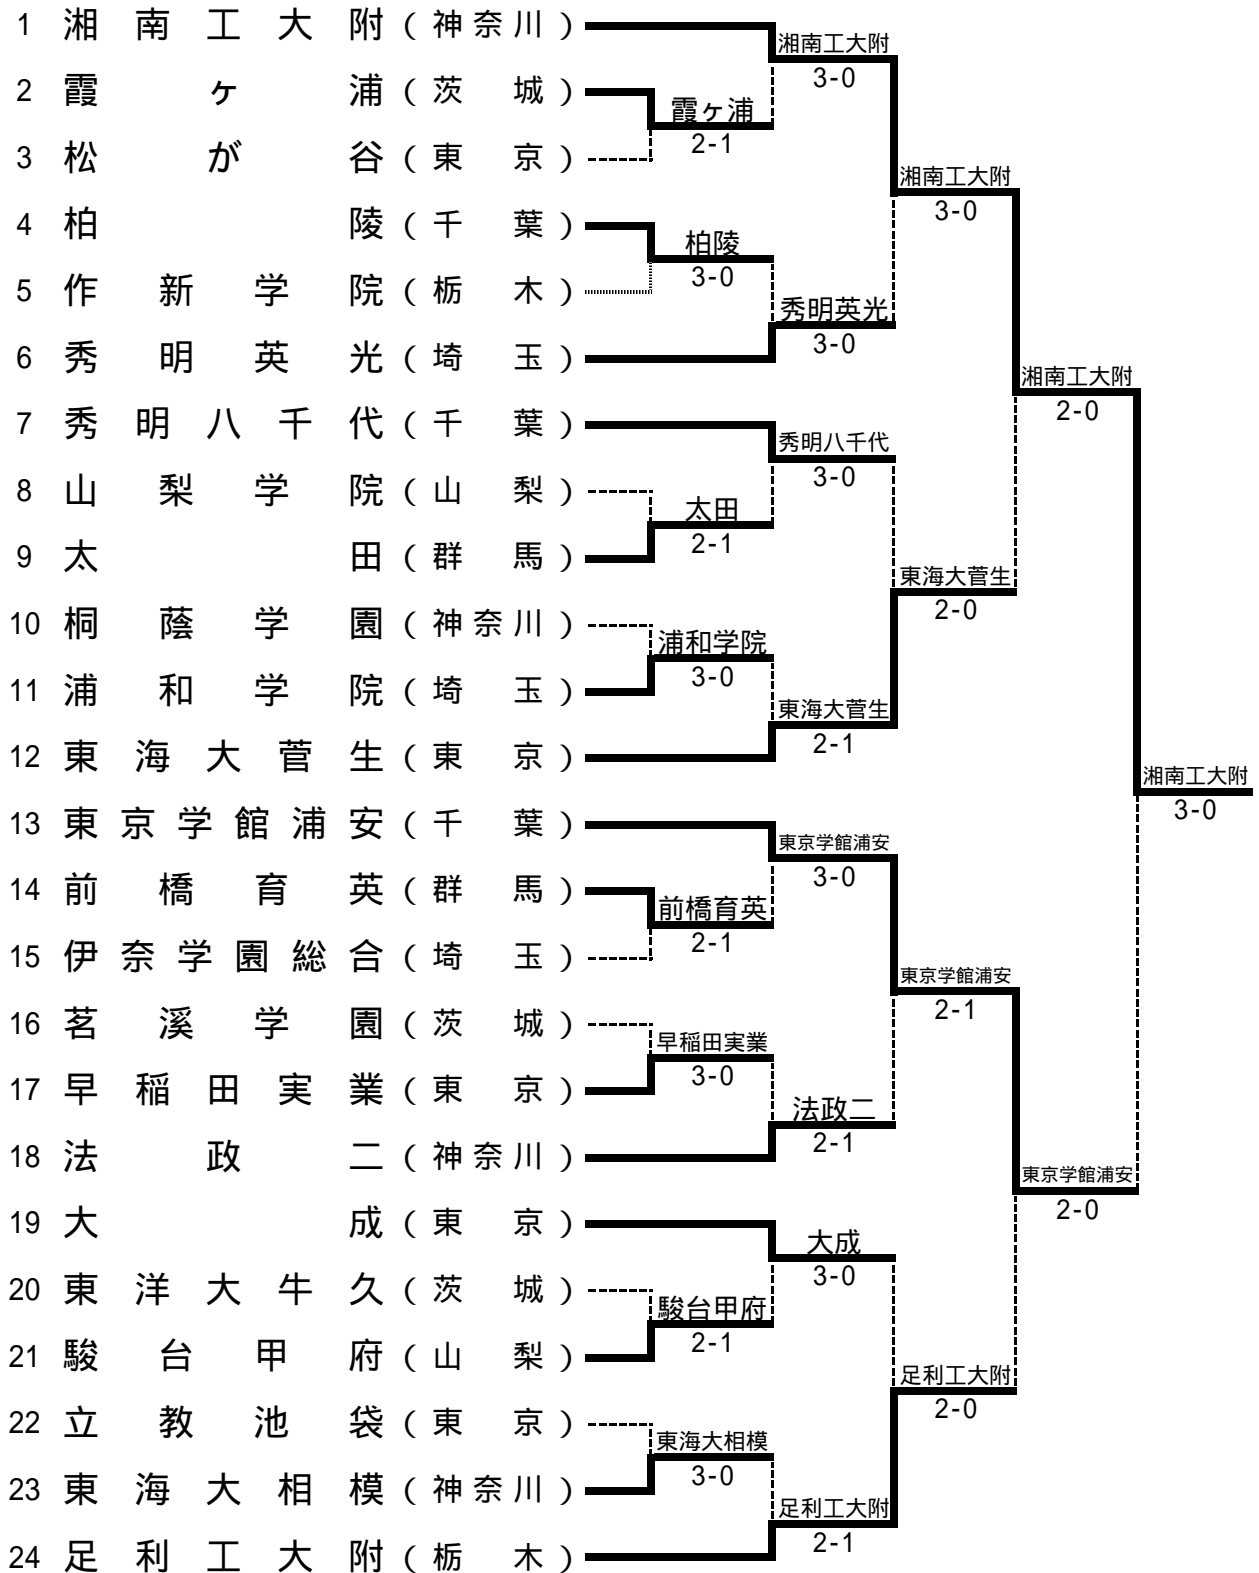 1 湘南工大附(神奈川)
湘南工大附
3-0
2 霞ヶ浦(茨城)
霞ヶ浦
2-1
3 松が谷(東京)
湘南工大附
3-0
4 柏陵(千葉)
柏陵
3-0
5 作新学院(栃木)
秀明英光
3-0
6 秀明英光(埼玉)
湘南工大附
2-0
7 秀明八千代(千葉)
秀明八千代
3-0
8 山梨学院(山梨)
太田
2-1
9 太田(群馬)
東海大菅生
2-0
10 桐蔭学園(神奈川)
浦和学院
3-0
11 浦和学院(埼玉)
東海大菅生
2-1
12 東海大菅生(東京)
湘南工大附
3-0
13 東京学館浦安(千葉)
東京学館浦安
3-0
14 前橋育英(群馬)
前橋育英
2-1
15 伊奈学園総合(埼玉)
東京学館浦安
2-1
16 茗溪学園(茨城)
早稲田実業
3-0
17 早稲田実業(東京)
法政二
2-1
18 法政二(神奈川)
東京学館浦安
2-0
19 大成(東京)
大成
3-0
20 東洋大牛久(茨城)
駿台甲府
2-1
21 駿台甲府(山梨)
足利工大附
2-0
22 立教池袋(東京)
東海大相模
3-0
23 東海大相模(神奈川)
足利工大附
2-1
24 足利工大附(栃木)